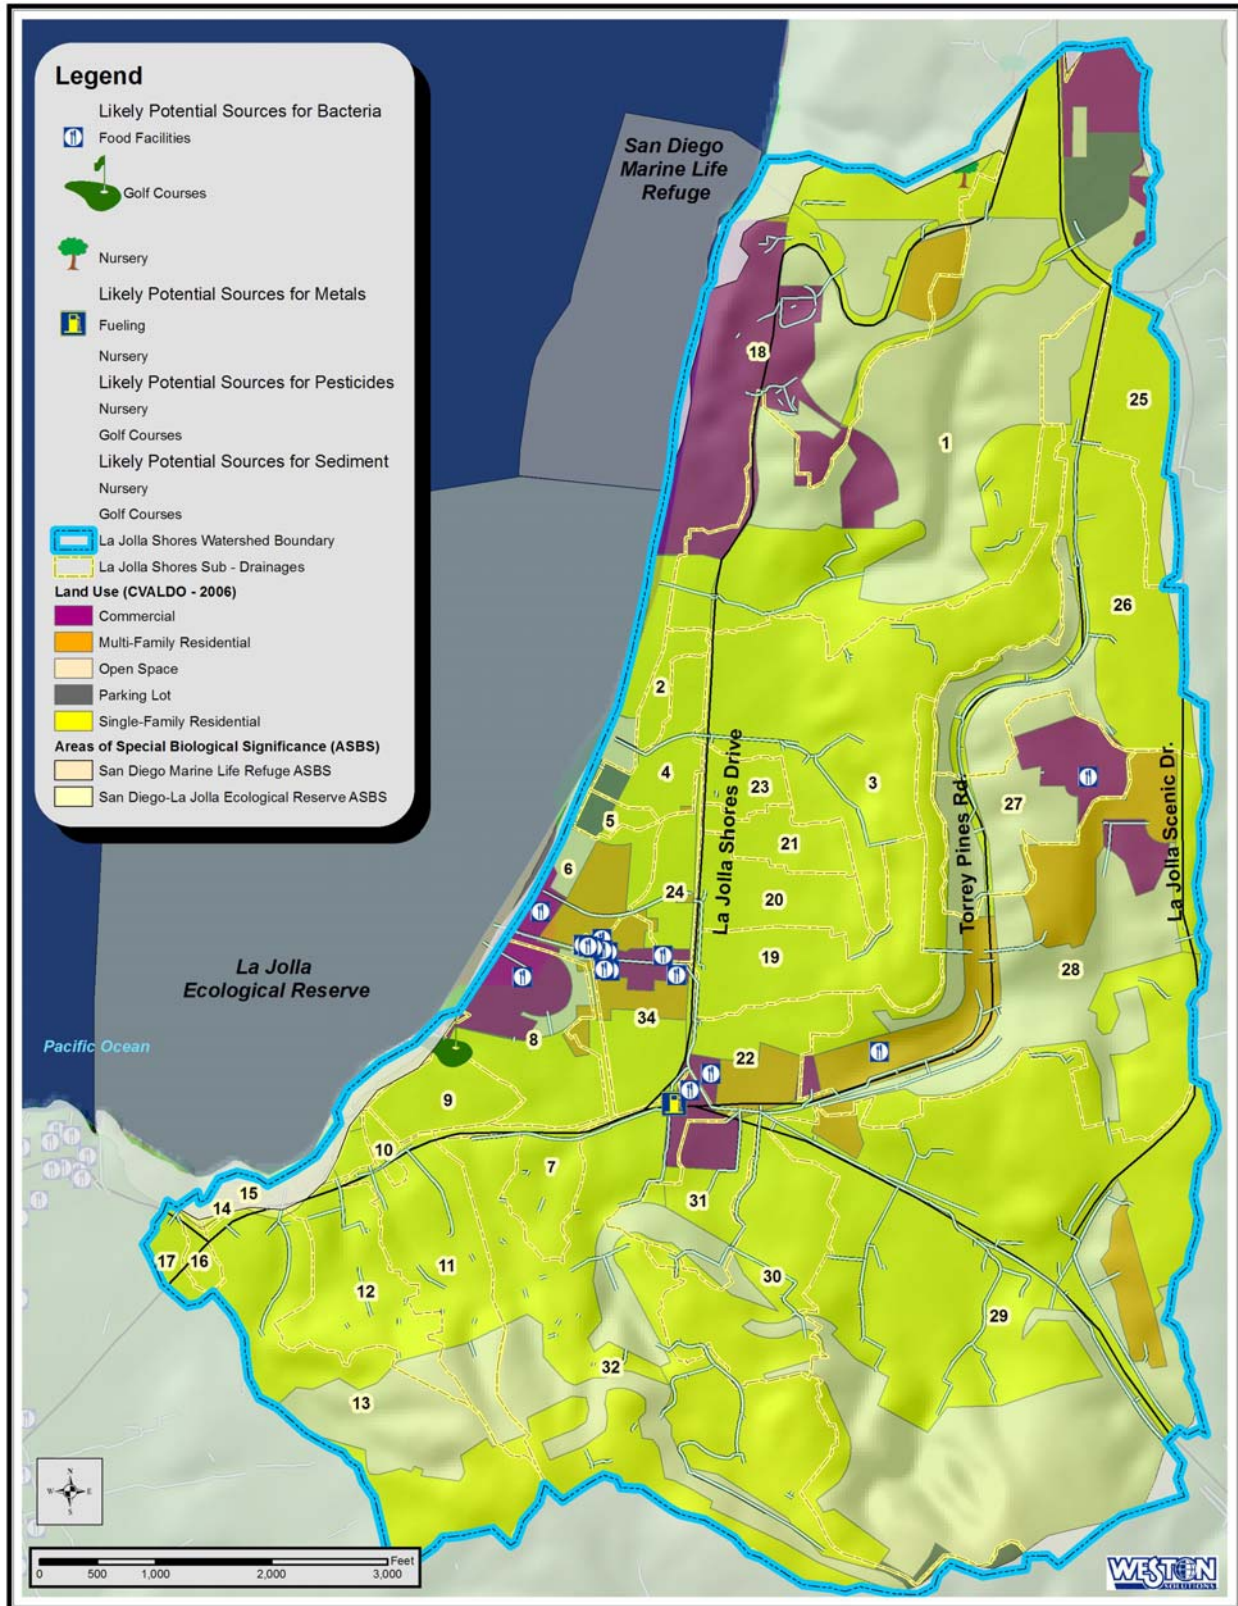 Legend
Likely Potential Sources for Bacteria
Food Facilities
Golf Courses
Nursery
Likely Potential Sources for Metals
Fueling
Nursery
Likely Potential Sources for Pesticides
Nursery
Golf Courses
Likely Potential Sources for Sediment
Nursery
Golf Courses
La Jolla Shores Watershed Boundary
La Jolla Shores Sub - Drainages
Land Use (CVALDO - 2006)
Commercial
Multi-Family Residential
Open Space
Parking Lot
Single-Family Residential
Areas of Special Biological Significance (ASBS)
San Diego Marine Life Refuge ASBS
San Diego-La Jolla Ecological Reserve ASBS
San Diego
Marine Life
Refuge
18
1
25
26
2
4
23
3
5
21
27
6
24
20
19
28
La Jolla Shores Drive
Torrey Pines Rd.
La Jolla Scenic Dr.
La Jolla
Ecological Reserve
Pacific Ocean
34
8
22
9
10
7
15
14
31
17
16
11
30
12
29
32
13
N
W
E
S
0
500
1,000
2,000
3,000
Feet
WESTON
SOLUTIONS